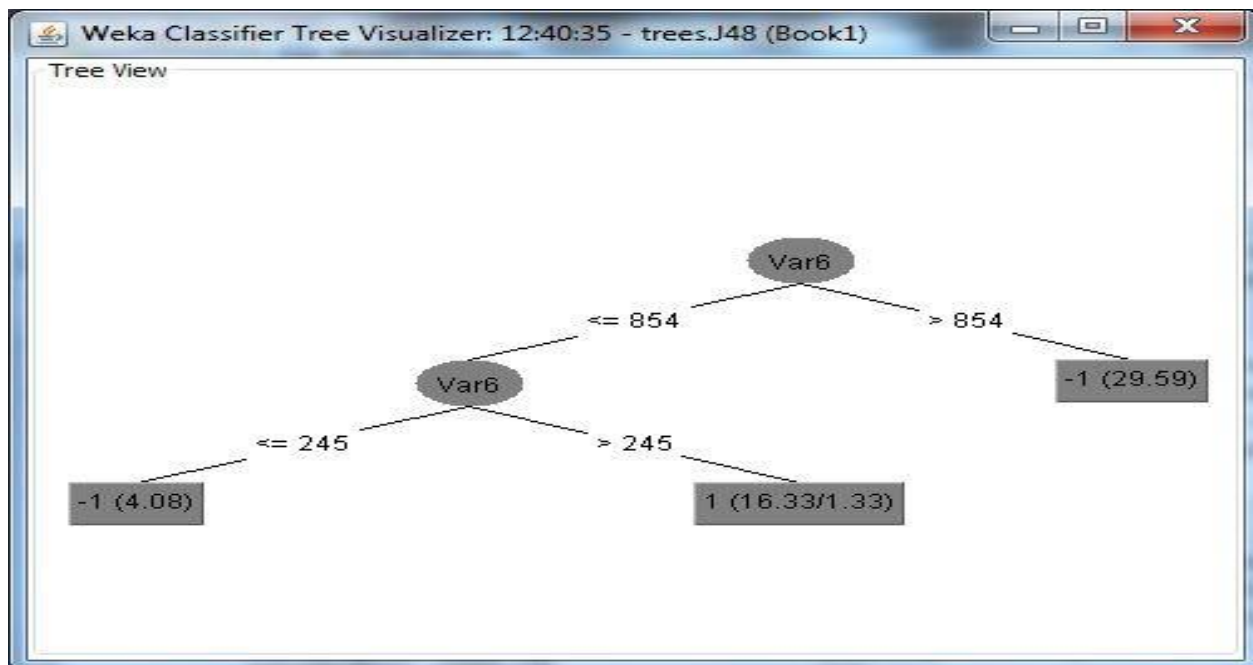 Weka Classifier Tree Visualizer: 12:40:35 - trees.J48 (Book1)
Tree View
Var6
<= 854
> 854
Var6
-1 (29.59)
<= 245
> 245
-1 (4.08)
1 (16.33/1.33)